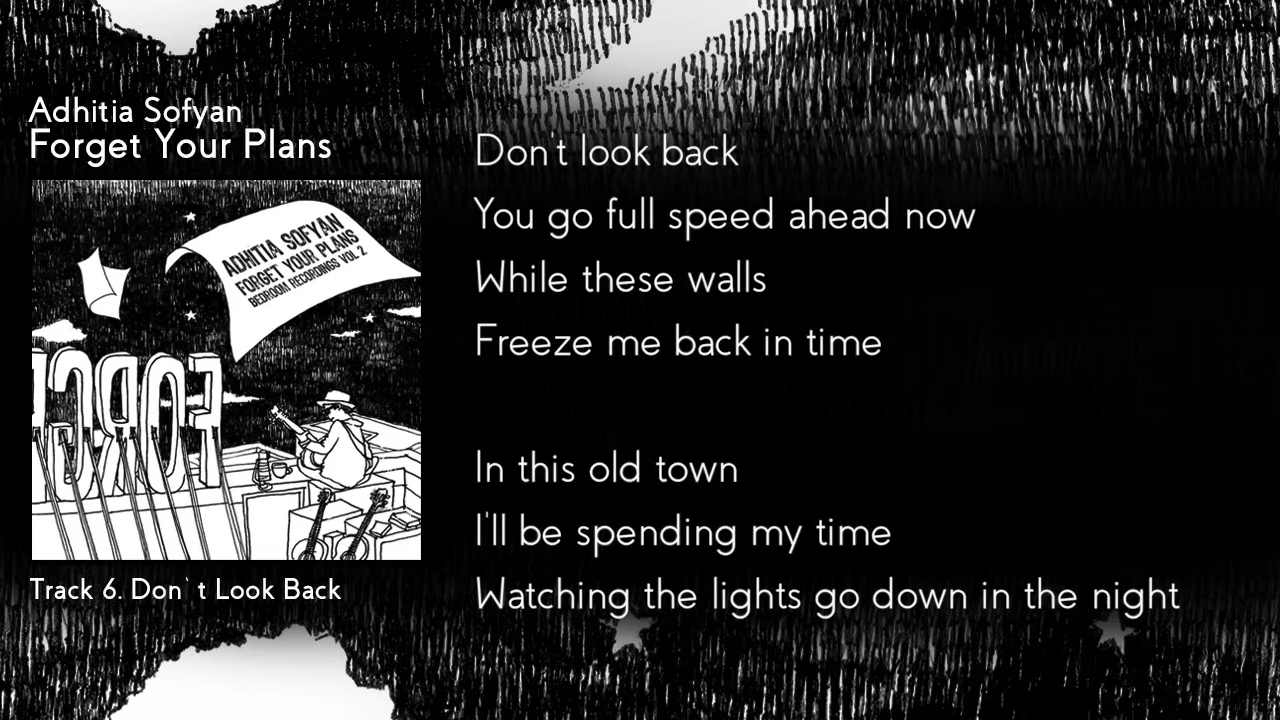 Adhitia Sofyan
Forget Your Plans
ADHITIA SOFYAN
FORGET YOUR PLANS
BEDROOM RECORDINGS VOL 2
FORGE
Track 6. Don`t Look Back
Don't look back
You go full speed ahead now
While these walls
Freeze me back in time
In this old town
I'll be spending my time
Watching the lights go down in the night